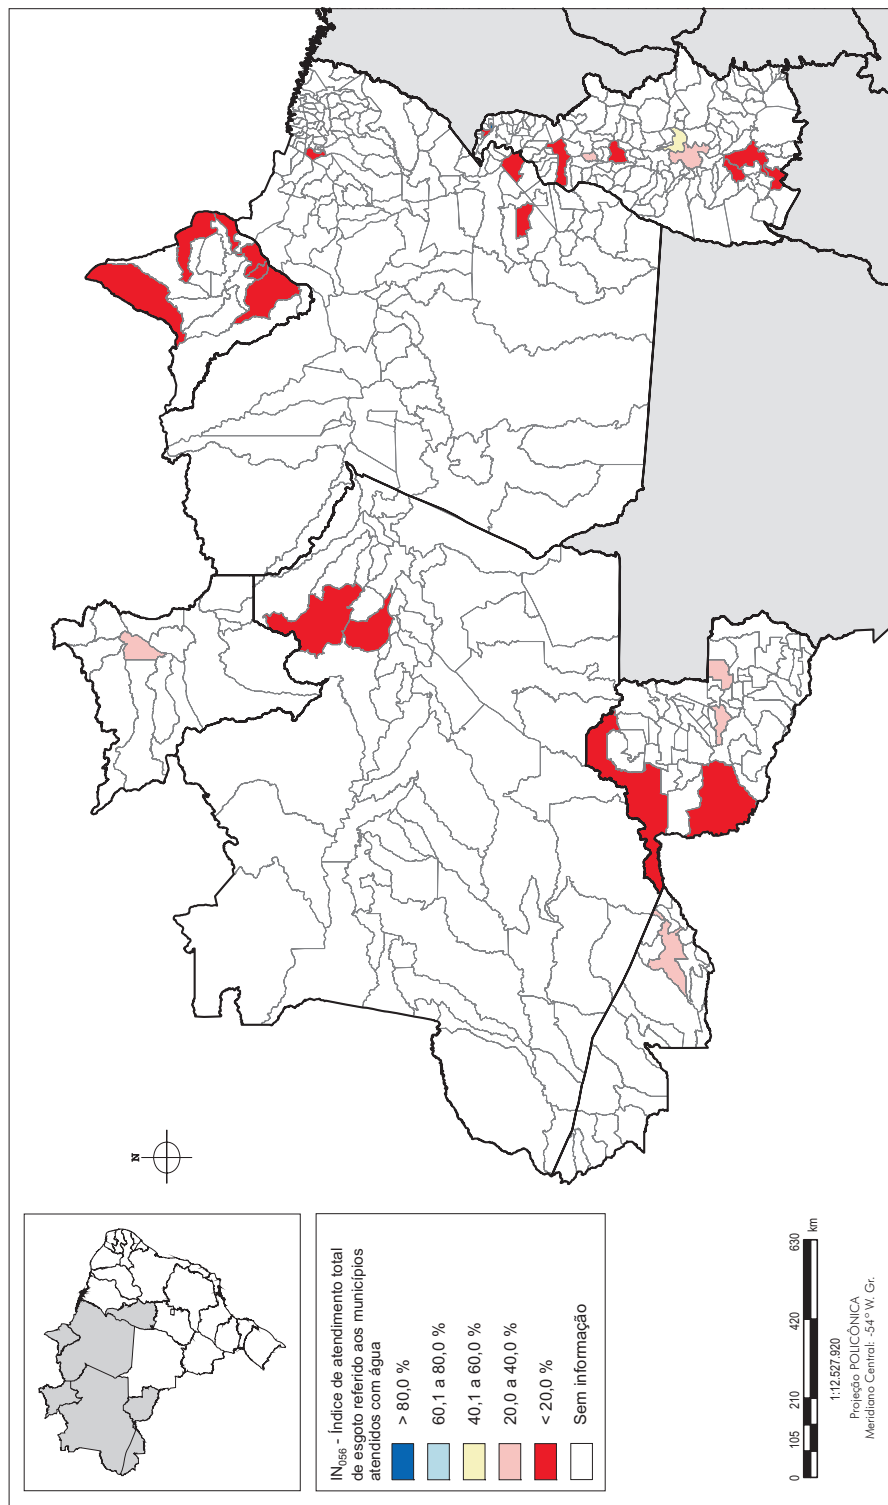 N
IN056 - Índice de atendimento total
de esgoto referido aos municípios
atendidos com água
> 80,0 %
60,1 a 80,0 %
40,1 a 60,0 %
20,0 a 40,0 %
< 20,0 %
Sem informação
0 105 210 420 630
km
1:12.527.920
Projeção POLICÔNICA
Meridiano Central: -54º W. Gr.